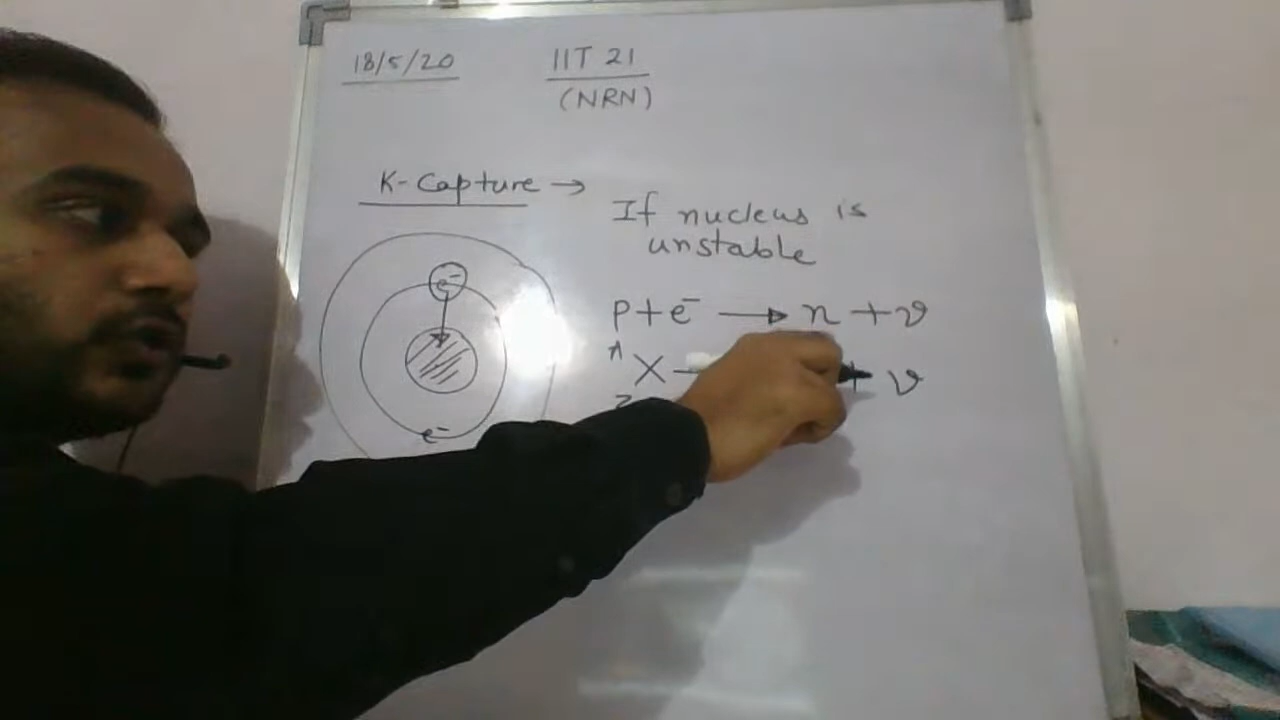 18/5/20
IIT 21
(NRN)
K-Capture →
If nucleus is
unstable
e⁻
P+e⁻ → n + ν
A
X
+ ν
Z
e⁻